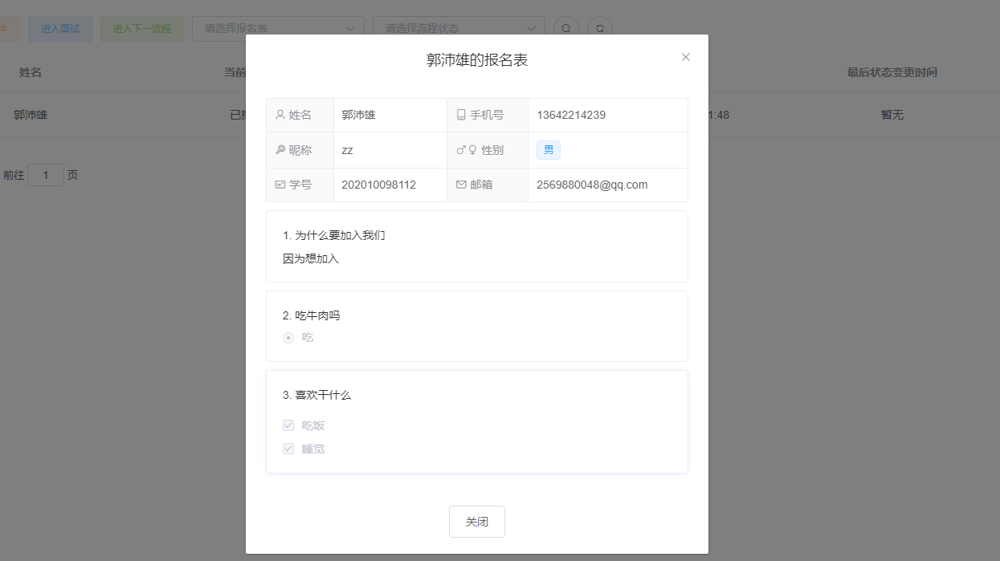 进入面试 进入下一流程 请选择报名表 请选择流程状态
郭沛雄的报名表
姓名 当前 最后状态变更时间
郭沛雄 1:48 暂无
前往 1 页
姓名 郭沛雄 手机号 13642214239
昵称 zz 性别 男
学号 202010098112 邮箱 2569880048@qq.com
1. 为什么要加入我们
因为想加入
2. 吃牛肉吗
吃
3. 喜欢干什么
吃饭
睡觉
关闭